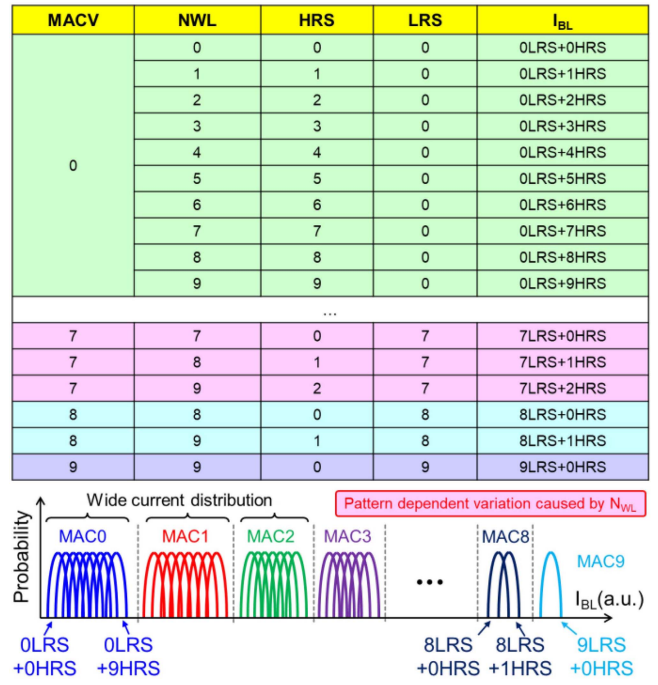 MACV NWL HRS LRS I_BL
0 0 0 0 0LRS+0HRS
1 1 0 0LRS+1HRS
2 2 0 0LRS+2HRS
3 3 0 0LRS+3HRS
4 4 0 0LRS+4HRS
5 5 0 0LRS+5HRS
6 6 0 0LRS+6HRS
7 7 0 0LRS+7HRS
8 8 0 0LRS+8HRS
9 9 0 0LRS+9HRS
...
7 7 0 7 7LRS+0HRS
7 8 1 7 7LRS+1HRS
7 9 2 7 7LRS+2HRS
8 8 0 8 8LRS+0HRS
8 9 1 8 8LRS+1HRS
9 9 0 9 9LRS+0HRS
Wide current distribution
Pattern dependent variation caused by N_WL
Probability
MAC0 MAC1 MAC2 MAC3 ••• MAC8 MAC9
I_BL(a.u.)
0LRS 0LRS 8LRS 8LRS 9LRS
+0HRS +9HRS +0HRS +1HRS +0HRS